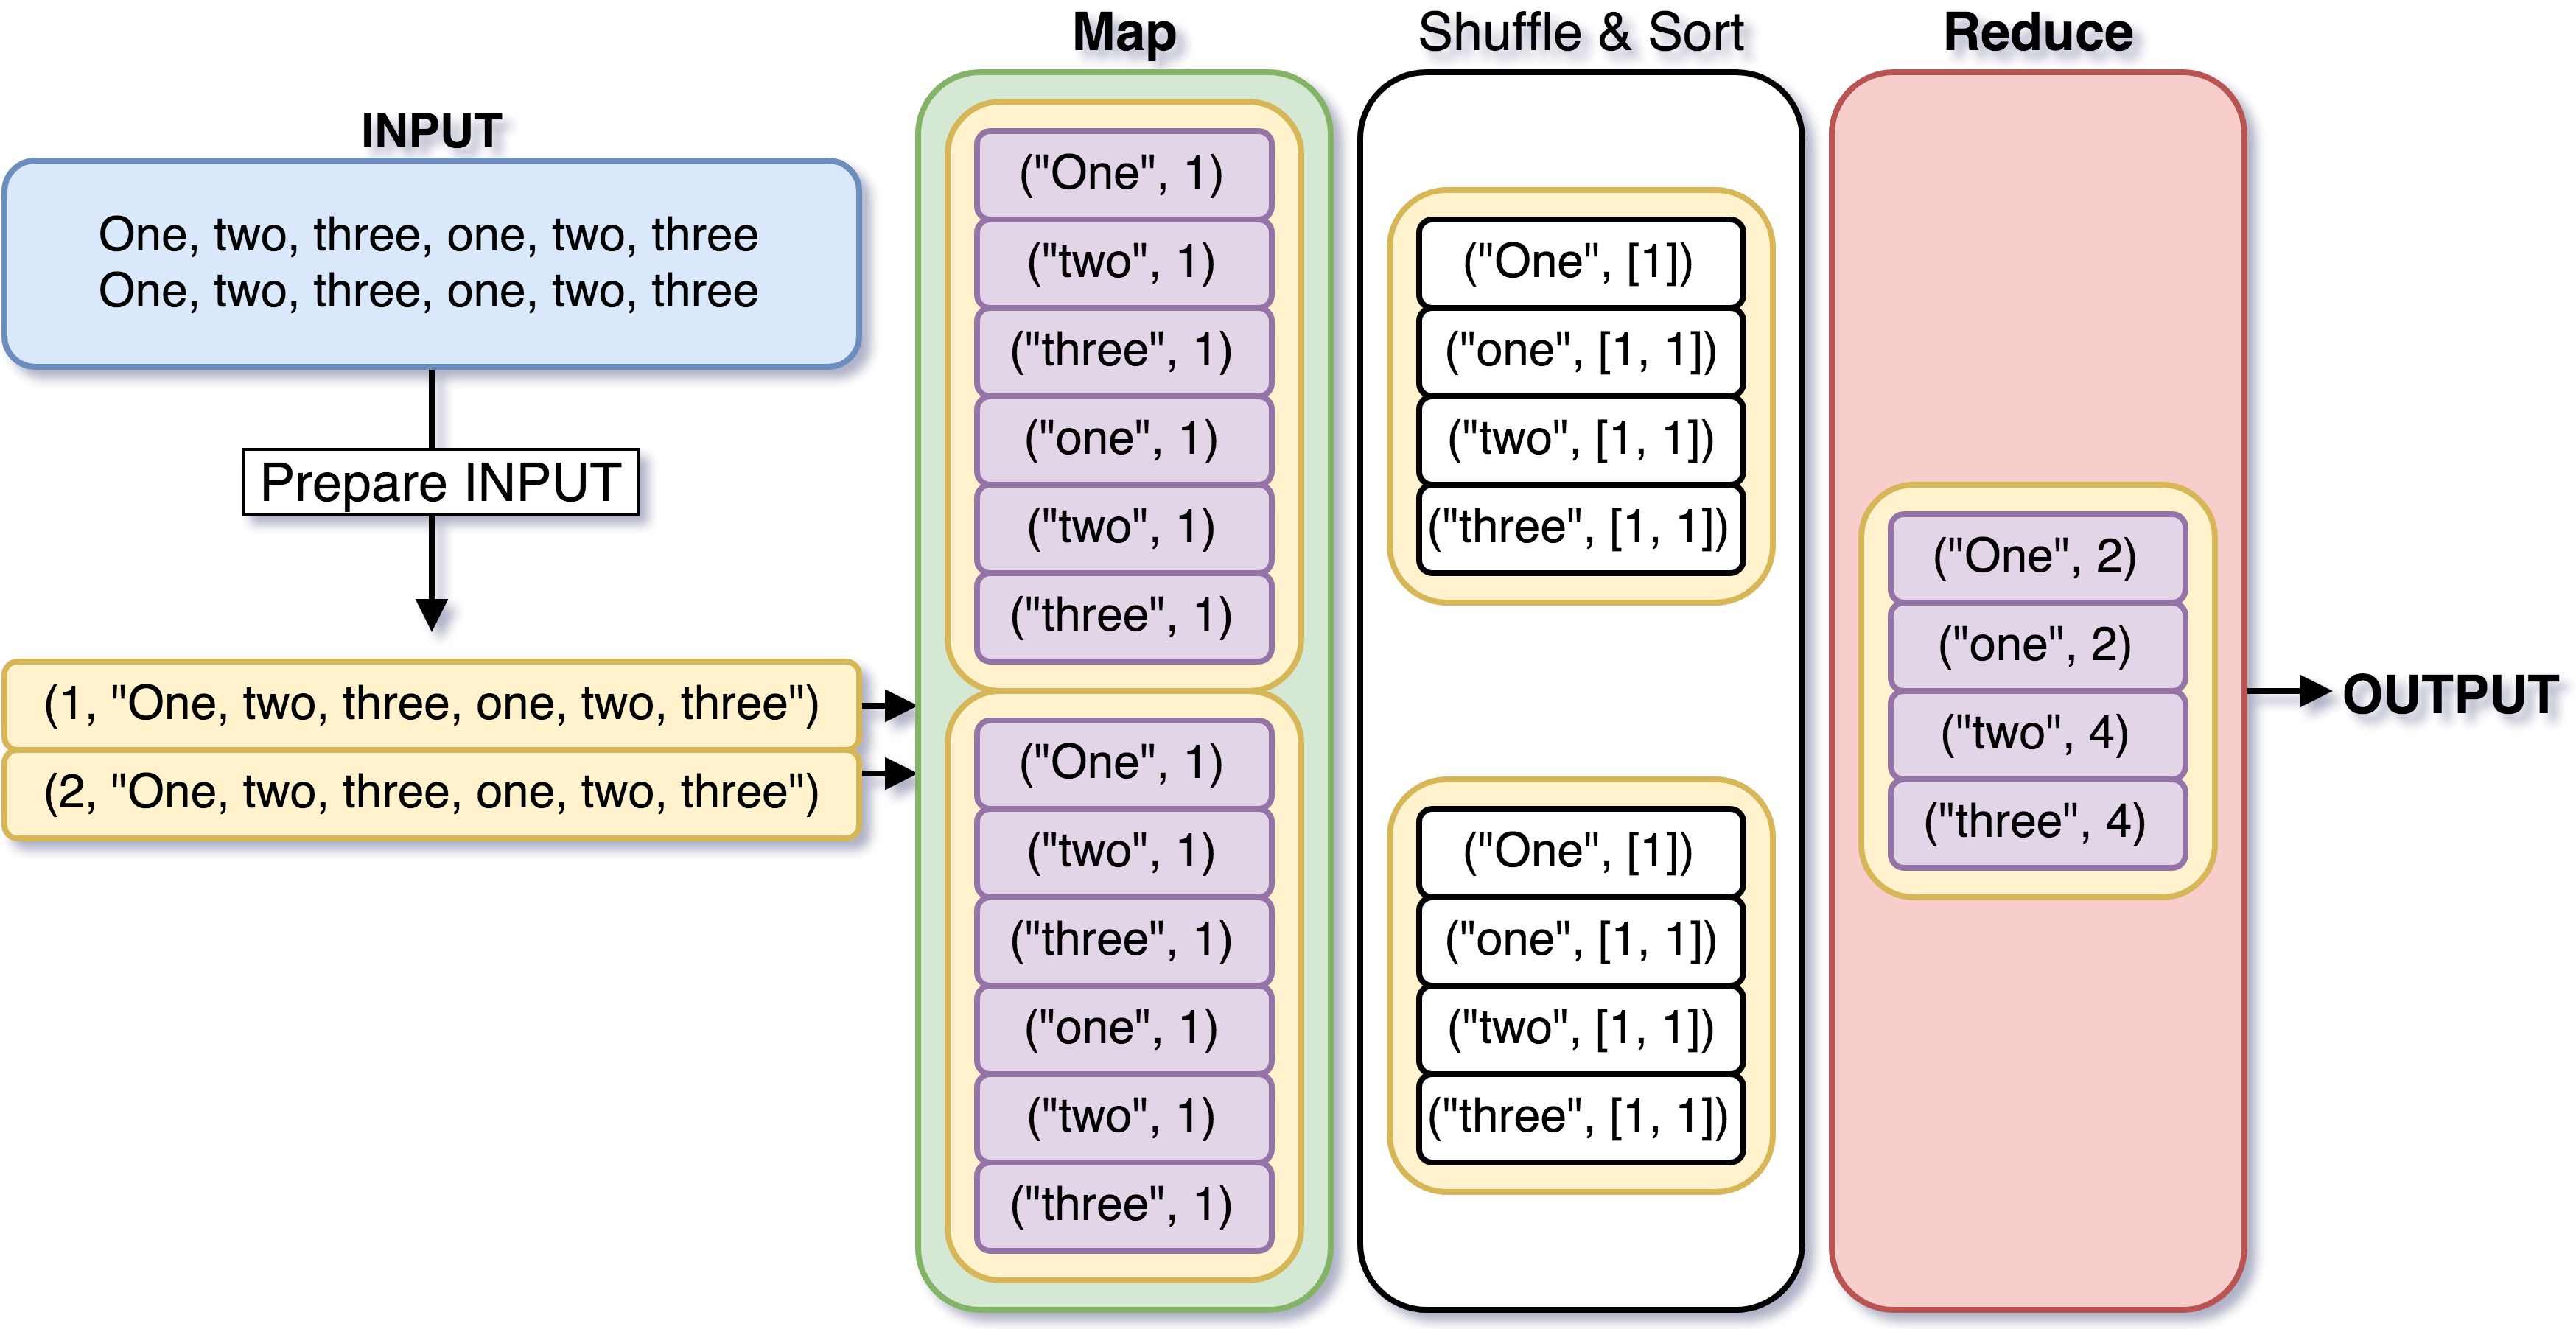 INPUT
One, two, three, one, two, three
One, two, three, one, two, three
Prepare INPUT
(1, "One, two, three, one, two, three")
(2, "One, two, three, one, two, three")
Map
("One", 1)
("two", 1)
("three", 1)
("one", 1)
("two", 1)
("three", 1)
("One", 1)
("two", 1)
("three", 1)
("one", 1)
("two", 1)
("three", 1)
Shuffle & Sort
("One", [1])
("one", [1, 1])
("two", [1, 1])
("three", [1, 1])
("One", [1])
("one", [1, 1])
("two", [1, 1])
("three", [1, 1])
Reduce
("One", 2)
("one", 2)
("two", 4)
("three", 4)
OUTPUT